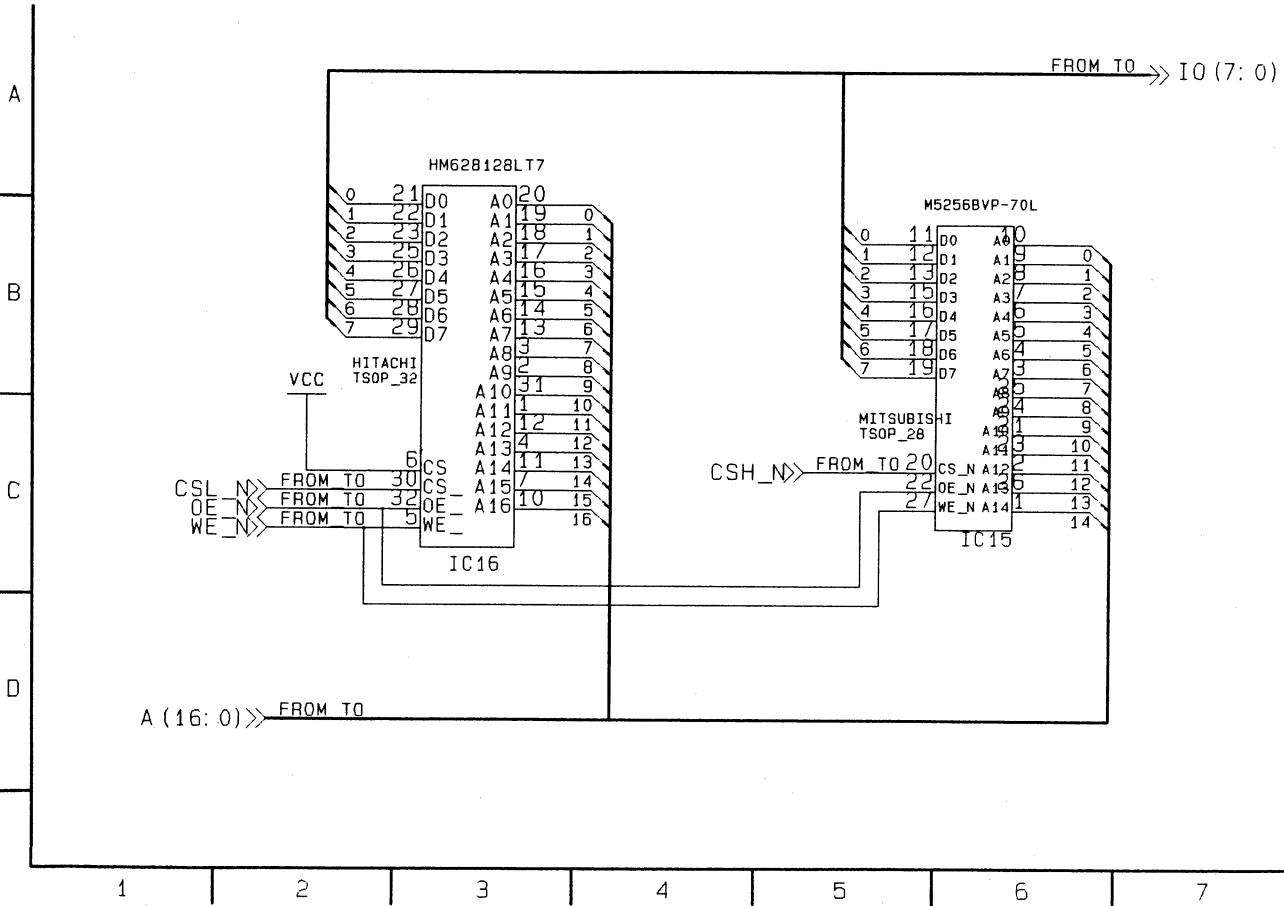 FROM TO IO (7: 0)
A
HM628128LT7
0 21 D0 A0 20 0
1 22 D1 A1 19 1
2 23 D2 A2 18 2
3 25 D3 A3 17 3
4 26 D4 A4 16 4
5 27 D5 A5 15 5
6 28 D6 A6 14 6
7 29 D7 A7 13 7
A8 3 8
A9 2 9
A10 31 10
A11 1 11
A12 12 12
A13 4 13
A14 11 14
A15 7 15
A16 10 16
HITACHI
TSOP_32
VCC
6 CS
CSL_N FROM TO 30 CS_
OE_N FROM TO 32 OE_
WE_N FROM TO 5 WE_
IC16
M5256BVP-70L
0 11 D0 A0 10 0
1 12 D1 A1 9 1
2 13 D2 A2 8 2
3 15 D3 A3 7 3
4 16 D4 A4 6 4
5 17 D5 A5 5 5
6 18 D6 A6 4 6
7 19 D7 A7 3 7
8
9
A10 10
A11 11
MITSUBISHI
TSOP_28
CSH_N FROM TO 20 CS_N A12 2 12
22 OE_N A13 26 13
27 WE_N A14 1 14
IC15
B
C
D
A (16: 0) FROM TO
1 2 3 4 5 6 7